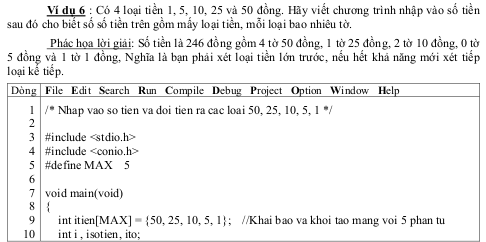 Ví dụ 6 : Có 4 loại tiền 1, 5, 10, 25 và 50 đồng. Hãy viết chương trình nhập vào số tiền
sau đó cho biết số số tiền trên gồm mấy loại tiền, mỗi loại bao nhiêu tờ.
Phác họa lời giải: Số tiền là 246 đồng gồm 4 tờ 50 đồng, 1 tờ 25 đồng, 2 tờ 10 đồng, 0 tờ
5 đồng và 1 tờ 1 đồng, Nghĩa là bạn phải xét loại tiền lớn trước, nếu hết khả năng mới xét tiếp
loại kế tiếp.
Dòng File Edit Search Run Compile Debug Project Option Window Help
1 /* Nhap vao so tien va doi tien ra cac loai 50, 25, 10, 5, 1 */
2
3 #include <stdio.h>
4 #include <conio.h>
5 #define MAX 5
6
7 void main(void)
8 {
9 int itien[MAX] = {50, 25, 10, 5, 1}; //Khai bao va khoi tao mang voi 5 phan tu
10 int i , isotien, ito;